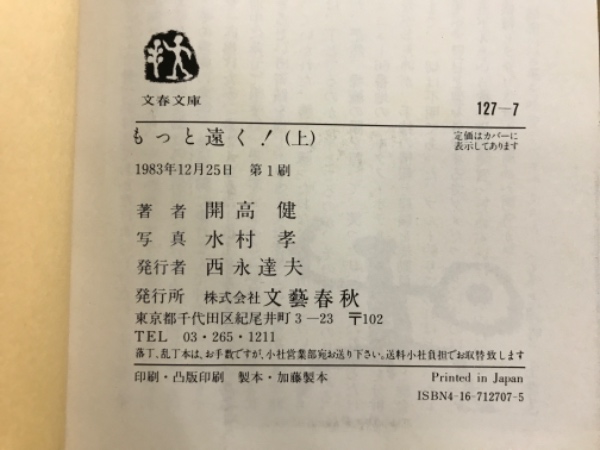 文春文庫
127—7
もっと遠く!(上)
定価はカバーに
表示してあります
1983年12月25日 第1刷
著者 開高健
写真 水村孝
発行者 西永達夫
発行所 株式会社文藝春秋
東京都千代田区紀尾井町3—23 〒102
TEL 03・265・1211
落丁、乱丁本は、お手数ですが、小社営業部宛お送り下さい。送料小社負担でお取替致します
印刷・凸版印刷 製本・加藤製本
Printed in Japan
ISBN4-16-712707-5